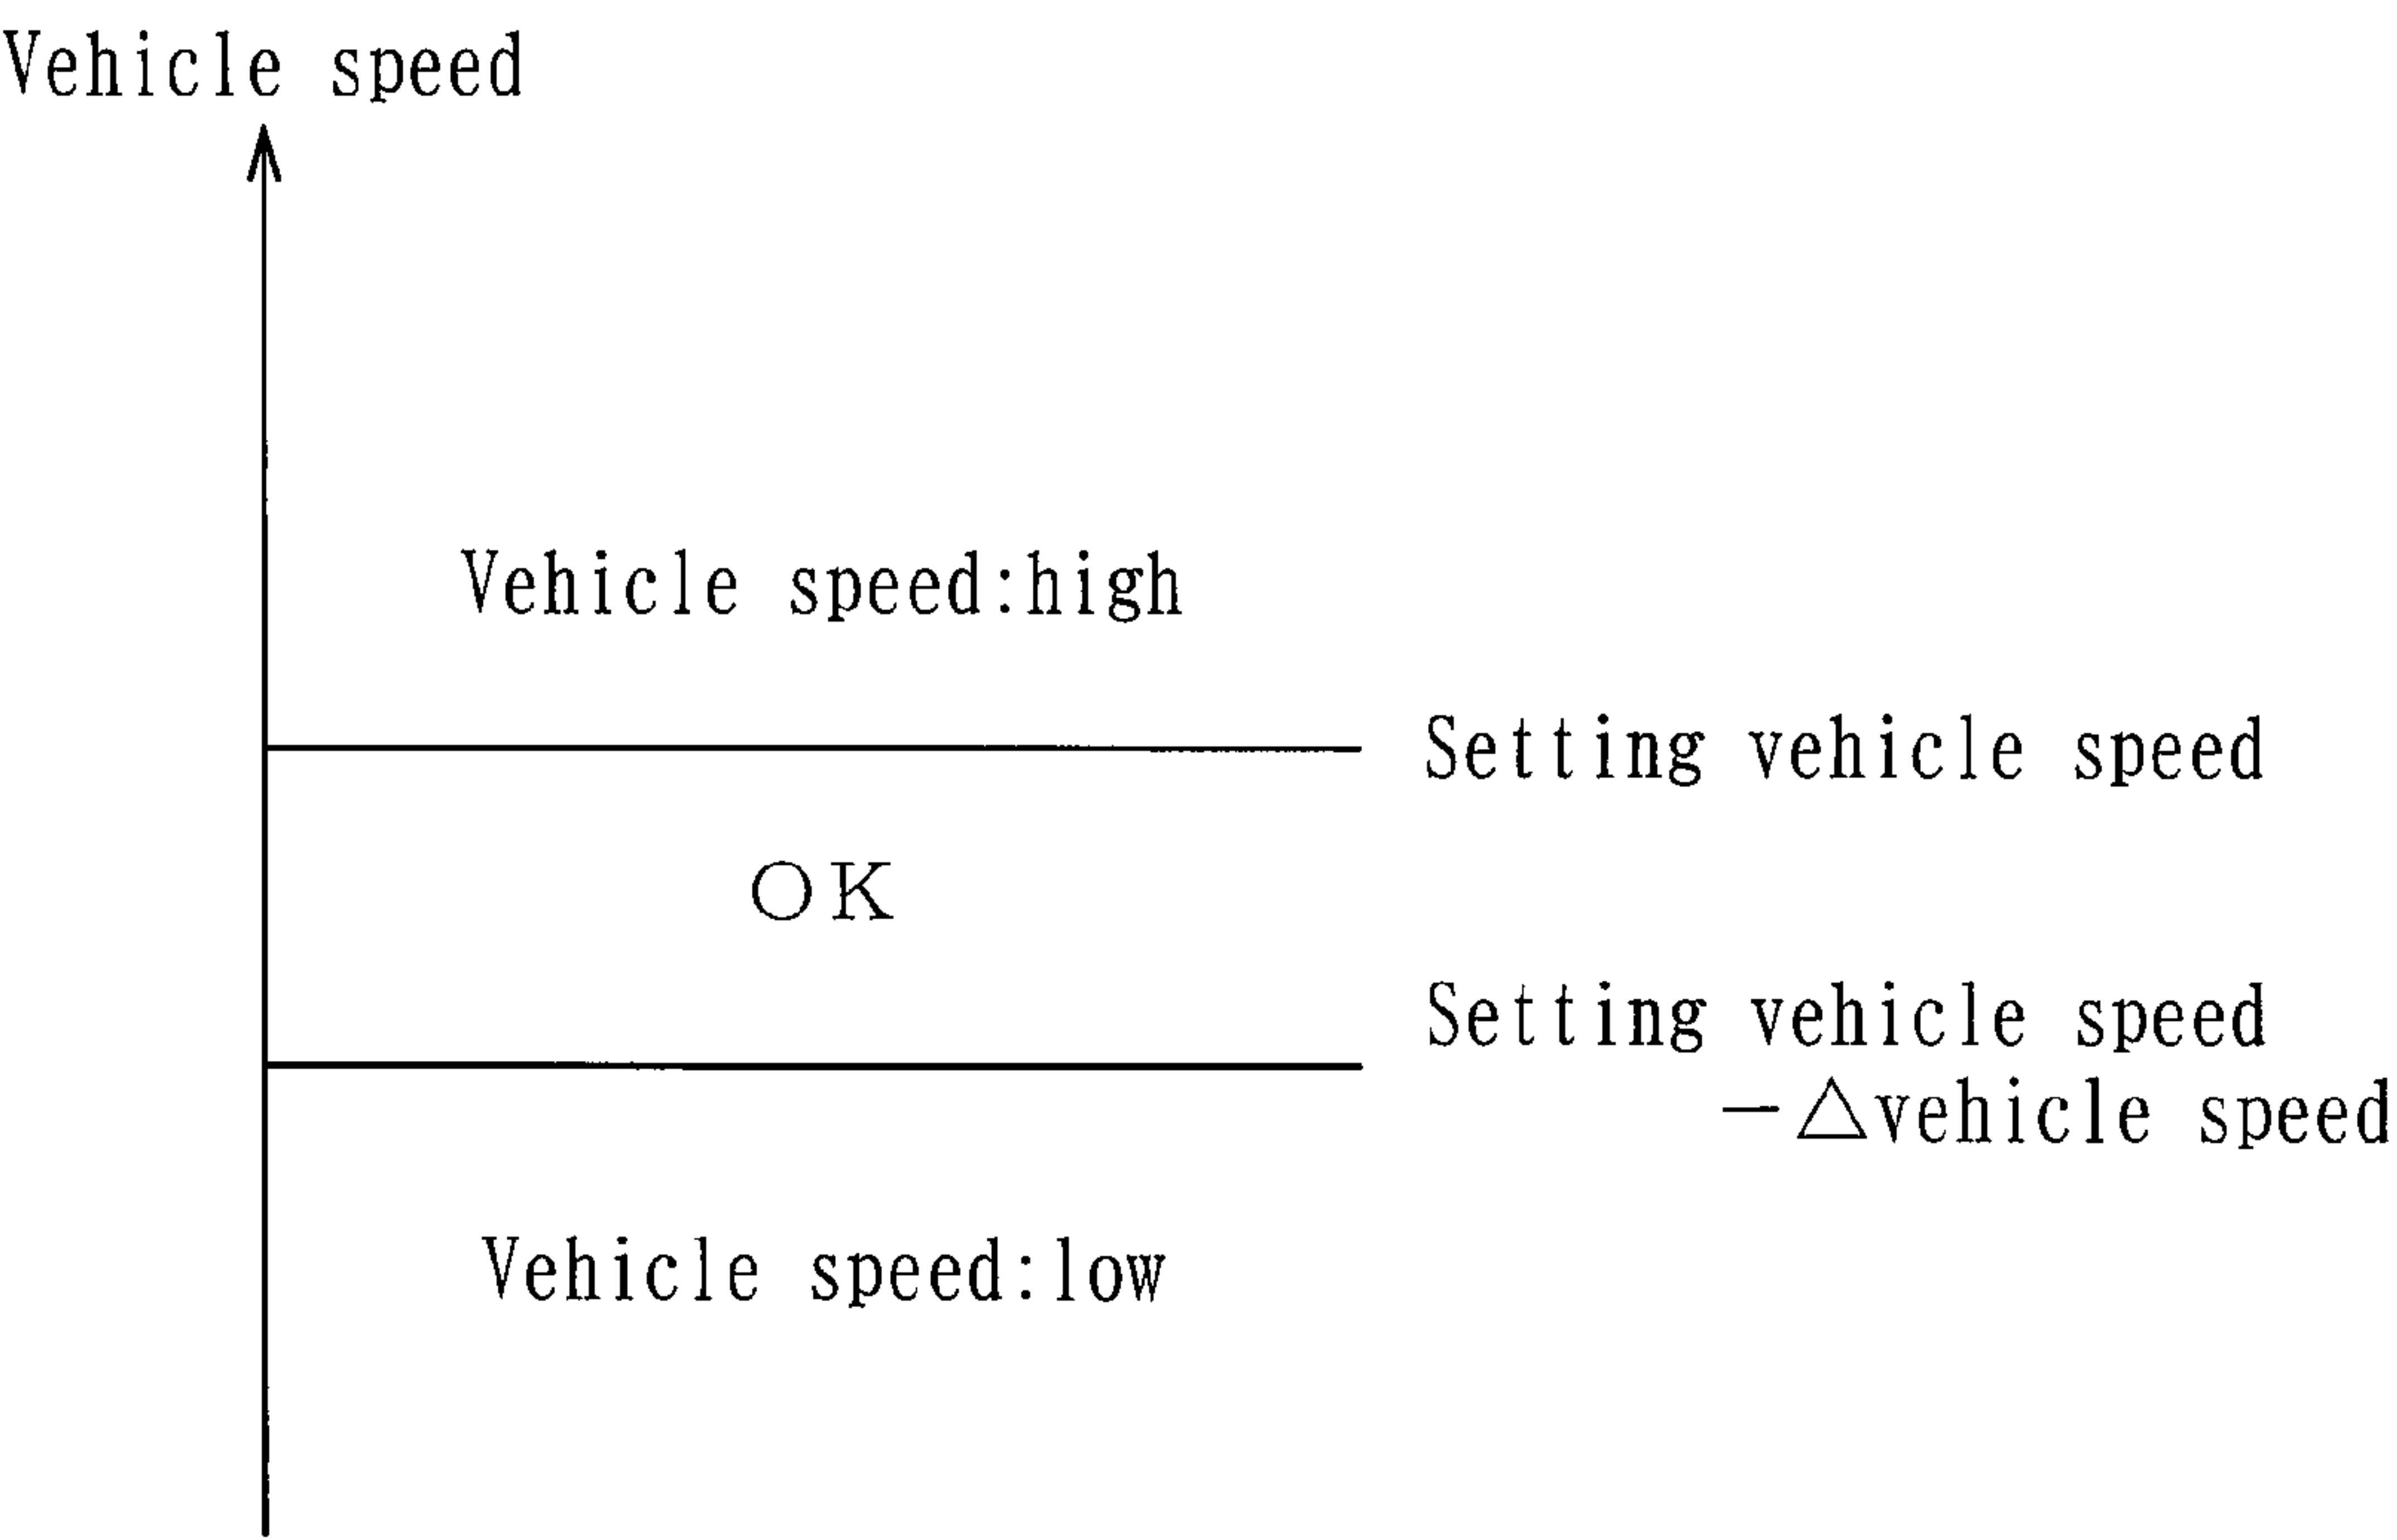 Vehicle speed
Vehicle speed:high
Setting vehicle speed
OK
Setting vehicle speed
－△vehicle speed
Vehicle speed:low